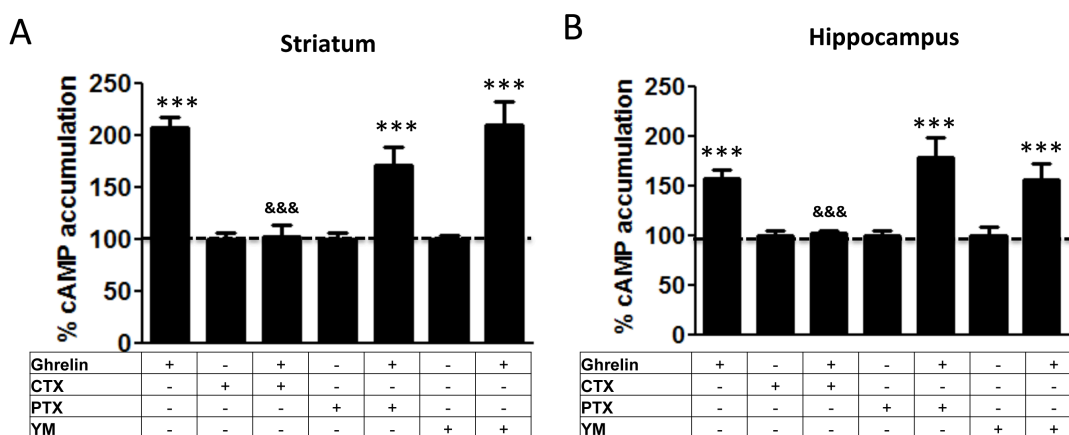 A
Striatum
% cAMP accumulation
250
200
150
100
50
0
***
&&&
***
***
Ghrelin + - + - + - +
CTX - + + - - - -
PTX - - - + + - -
YM - - - - - + +
B
Hippocampus
% cAMP accumulation
250
200
150
100
50
0
***
&&&
***
***
Ghrelin + - + - + - +
CTX - + + - - - -
PTX - - - + + - -
YM - - - - - + +